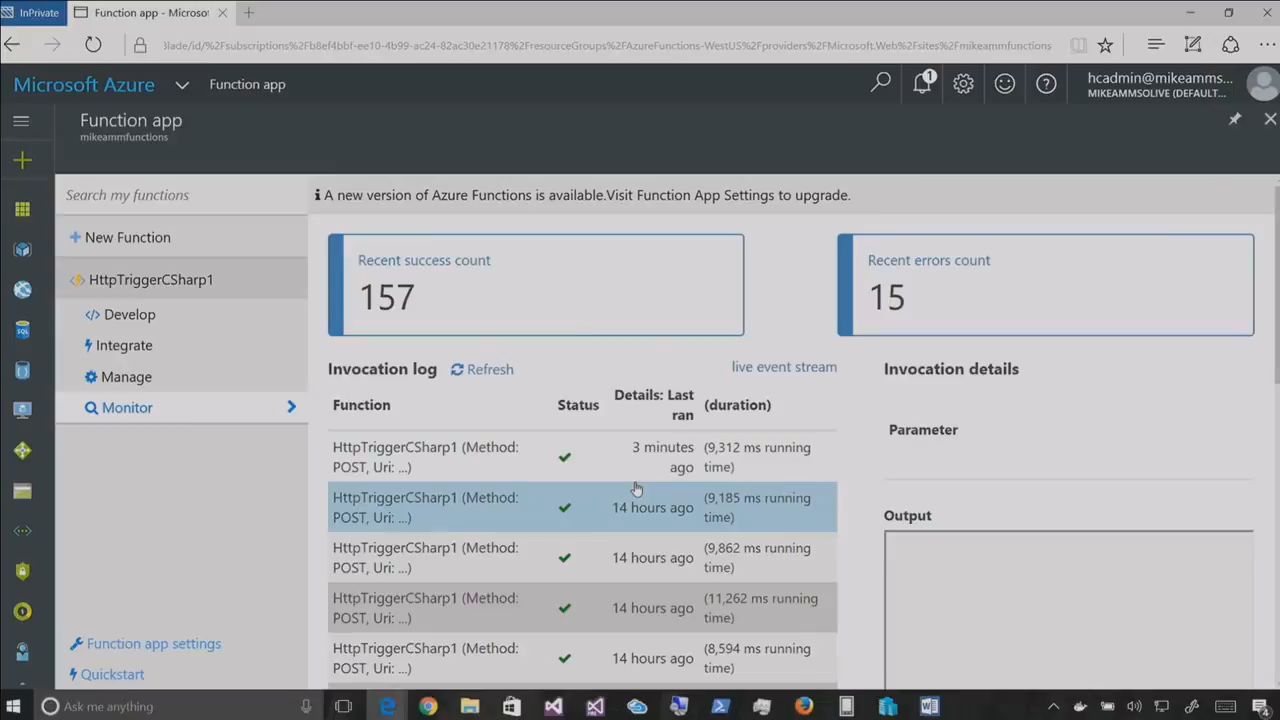 InPrivate
Function app - Microsoft
blade/id/%2Fsubscriptions%2Fb8ef4bbf-ee10-4b99-ac24-82ac30e21178%2FresourceGroups%2FAzureFunctions-WestUS%2Fproviders%2FMicrosoft.Web%2Fsites%2Fmikeammfunctions
Microsoft Azure
Function app
1
hcadmin@mikeamms...
MIKEAMMSOLIVE (DEFAULT...
Function app
mikeammfunctions
Search my functions
New Function
HttpTriggerCSharp1
Develop
Integrate
Manage
Monitor
Function app settings
Quickstart
A new version of Azure Functions is available.Visit Function App Settings to upgrade.
Recent success count
157
Recent errors count
15
Invocation log
Refresh
live event stream
Function Status Details: Last ran (duration)
HttpTriggerCSharp1 (Method: 3 minutes (9,312 ms running
POST, Uri: ...) ago time)
HttpTriggerCSharp1 (Method: 14 hours ago (9,185 ms running
POST, Uri: ...) time)
HttpTriggerCSharp1 (Method: 14 hours ago (9,862 ms running
POST, Uri: ...) time)
HttpTriggerCSharp1 (Method: 14 hours ago (11,262 ms running
POST, Uri: ...) time)
HttpTriggerCSharp1 (Method: 14 hours ago (8,594 ms running
POST, Uri: ...) time)
Invocation details
Parameter
Output
SQL
Ask me anything
4